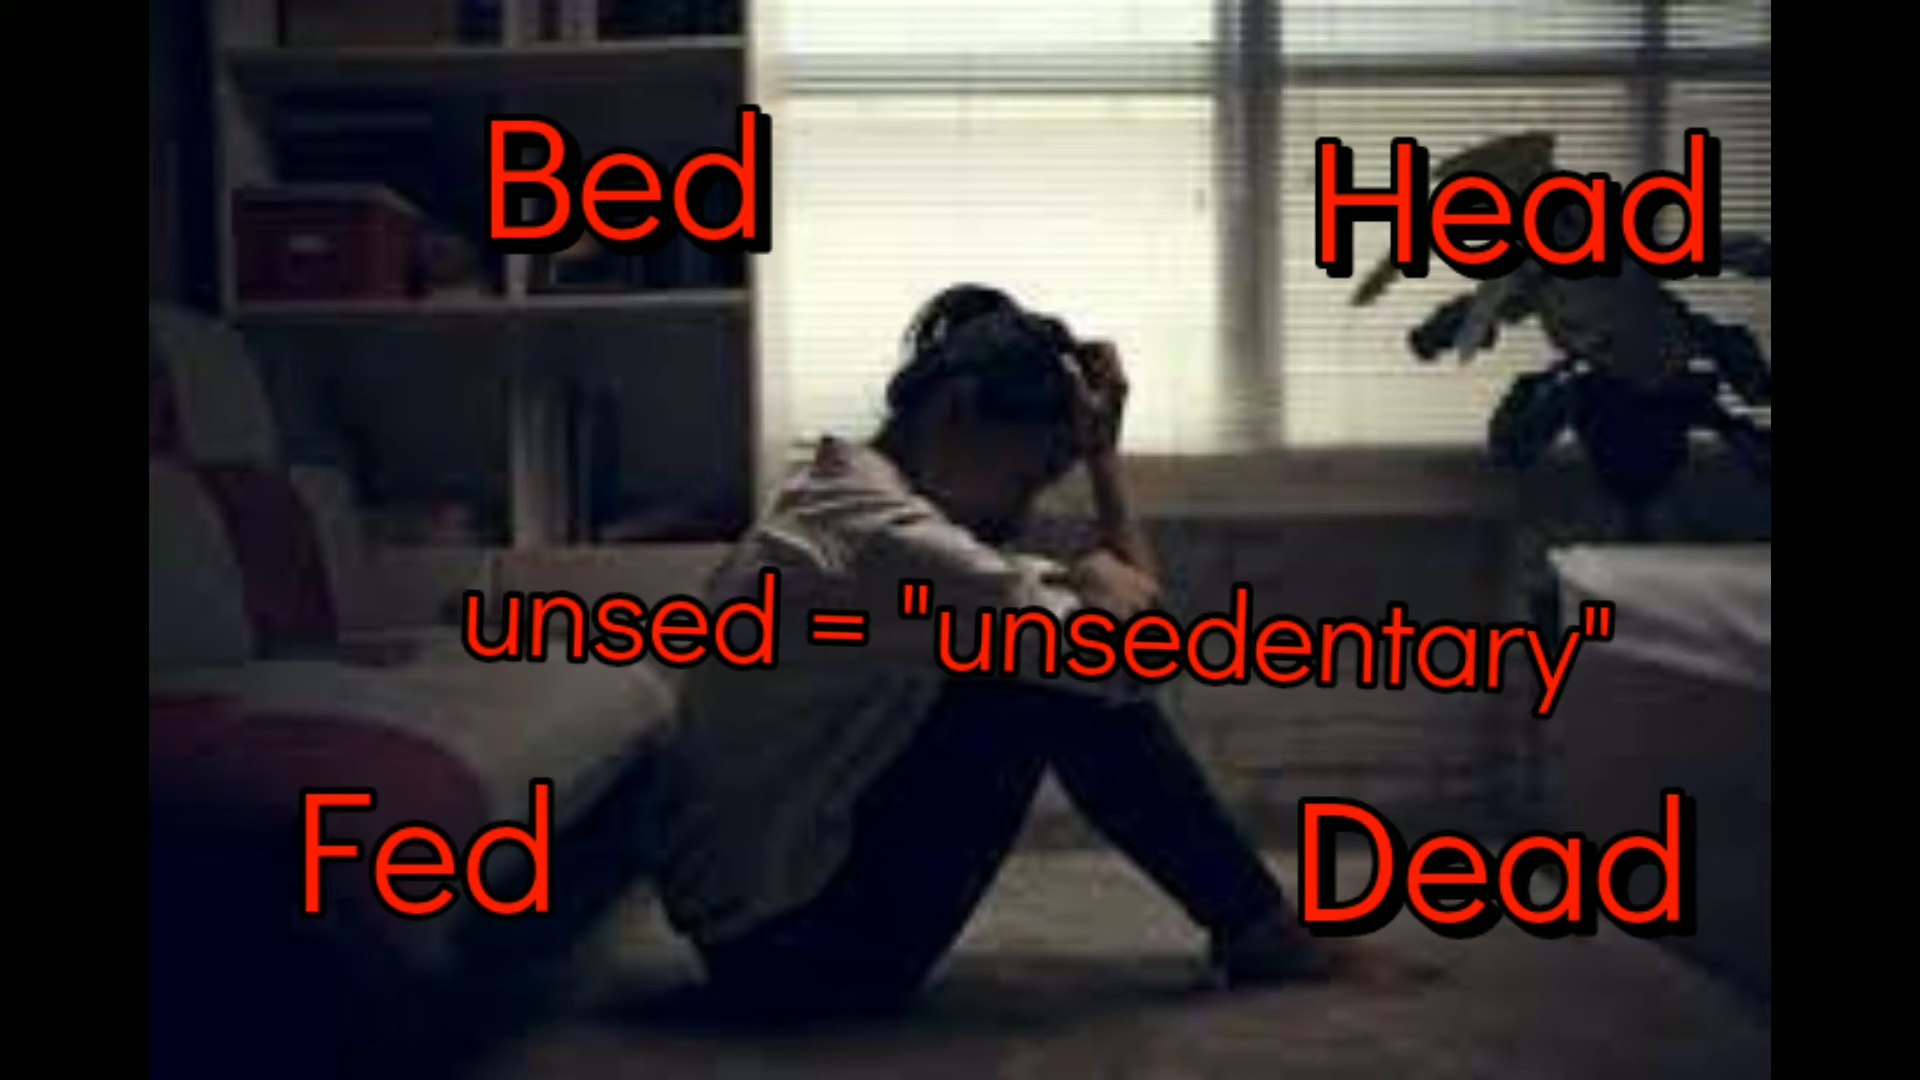 Bed
Head
unsed = "unsedentary"
Fed
Dead